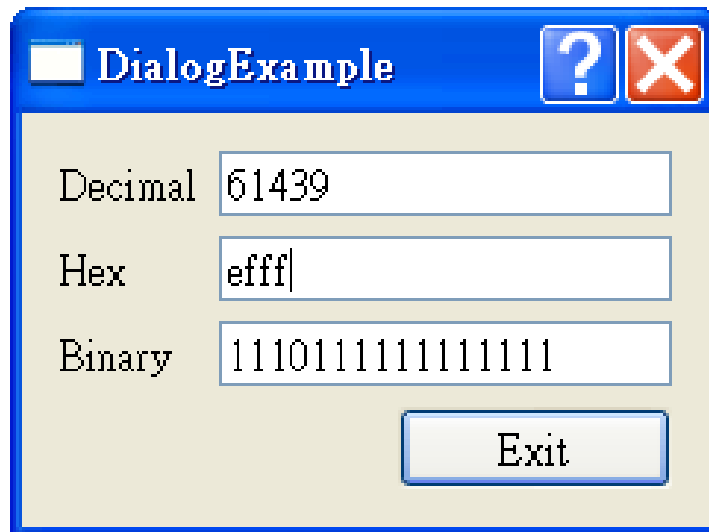 DialogExample
Decimal 61439
Hex efff
Binary 1110111111111111
Exit